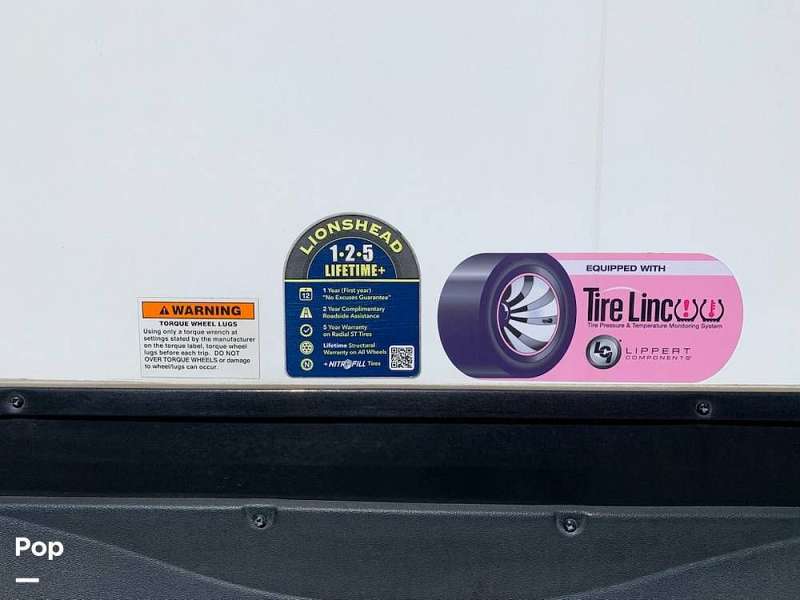 WARNING
TORQUE WHEEL LUGS
Using only a torque wrench at
settings stated by the manufacturer
on the torque label, torque wheel
lugs before each trip. DO NOT
OVER TORQUE WHEELS or damage
to wheel/lugs can occur.
LIONSHEAD
1·2·5
LIFETIME+
12
1 Year (First year)
"No Excuses Guarantee"
2 Year Complimentary
Roadside Assistance
5 Year Warranty
on Radial ST Tires
Lifetime Structural
Warranty on All Wheels
N
+ NITROFILL Tires
EQUIPPED WITH
Tire Linc
Tire Pressure & Temperature Monitoring System
LCI
LIPPERT
COMPONENTS
Pop